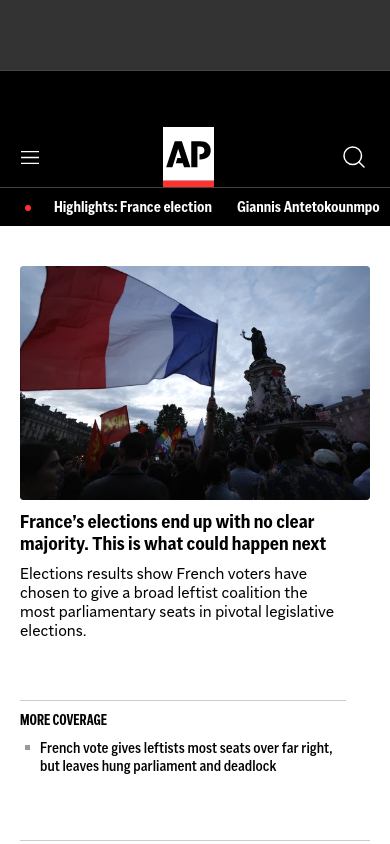 AP
Highlights: France election Giannis Antetokounmpo
France’s elections end up with no clear
majority. This is what could happen next
Elections results show French voters have
chosen to give a broad leftist coalition the
most parliamentary seats in pivotal legislative
elections.
MORE COVERAGE
French vote gives leftists most seats over far right,
but leaves hung parliament and deadlock